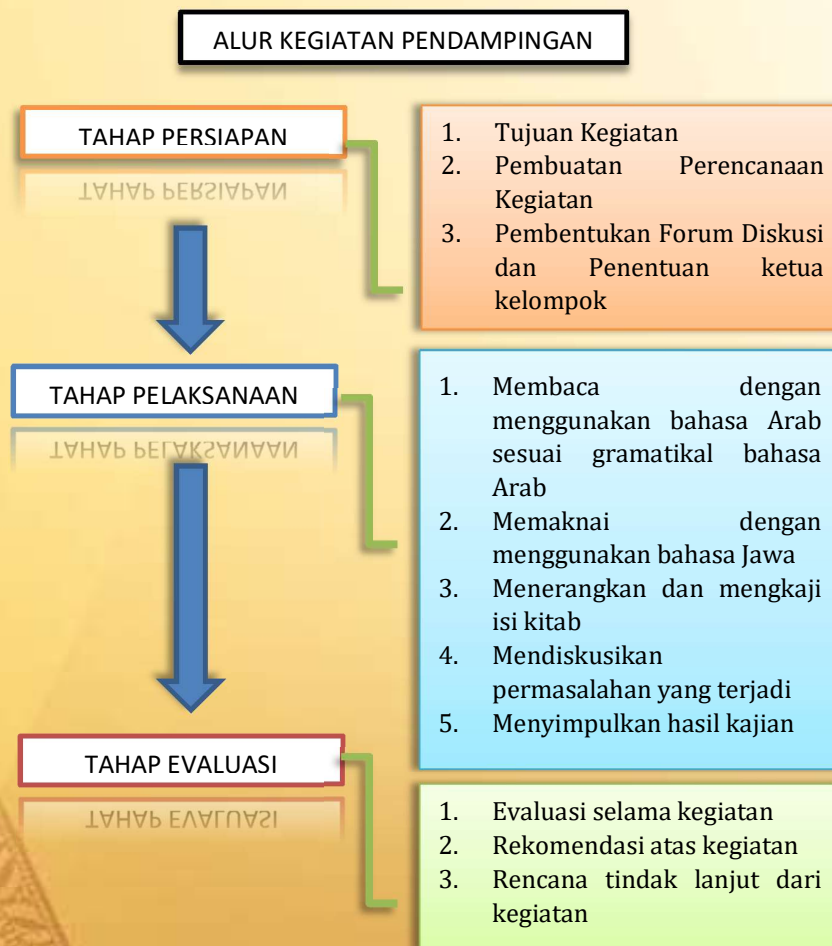 ALUR KEGIATAN PENDAMPINGAN
TAHAP PERSIAPAN
1. Tujuan Kegiatan
2. Pembuatan Perencanaan
Kegiatan
3. Pembentukan Forum Diskusi
dan Penentuan ketua
kelompok
TAHAP PELAKSANAAN
1. Membaca dengan
menggunakan bahasa Arab
sesuai gramatikal bahasa
Arab
2. Memaknai dengan
menggunakan bahasa Jawa
3. Menerangkan dan mengkaji
isi kitab
4. Mendiskusikan
permasalahan yang terjadi
5. Menyimpulkan hasil kajian
TAHAP EVALUASI
1. Evaluasi selama kegiatan
2. Rekomendasi atas kegiatan
3. Rencana tindak lanjut dari
kegiatan